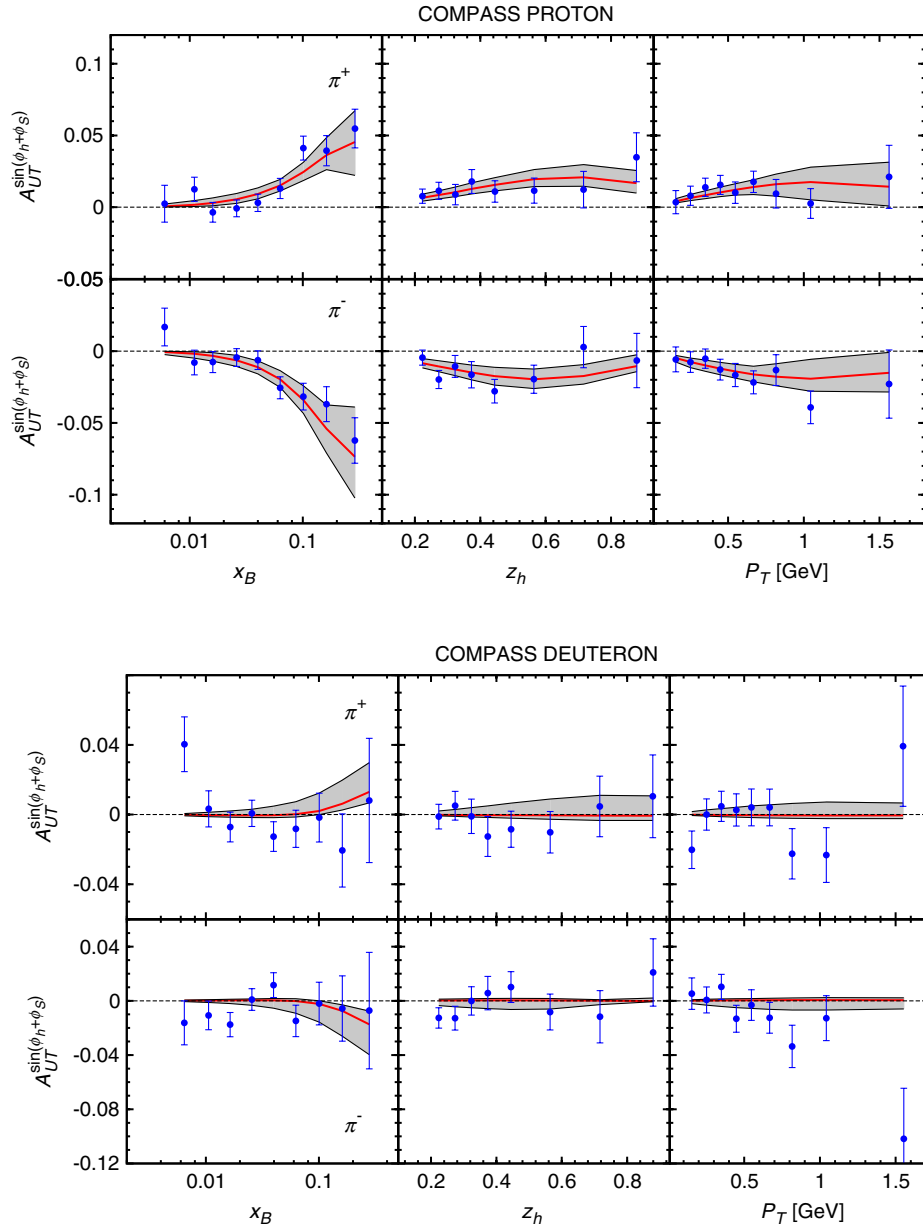 COMPASS PROTON
A_{UT}^{sin(ϕ_h+ϕ_S)}
0.1
0.05
0
-0.05
π⁺
A_{UT}^{sin(ϕ_h+ϕ_S)}
0
-0.05
-0.1
π⁻
0.01 0.1 0.2 0.4 0.6 0.8 0.5 1 1.5
x_B z_h P_T [GeV]
COMPASS DEUTERON
A_{UT}^{sin(ϕ_h+ϕ_S)}
0.04
0
-0.04
π⁺
A_{UT}^{sin(ϕ_h+ϕ_S)}
0.04
0
-0.04
-0.08
-0.12
π⁻
0.01 0.1 0.2 0.4 0.6 0.8 0.5 1 1.5
x_B z_h P_T [GeV]